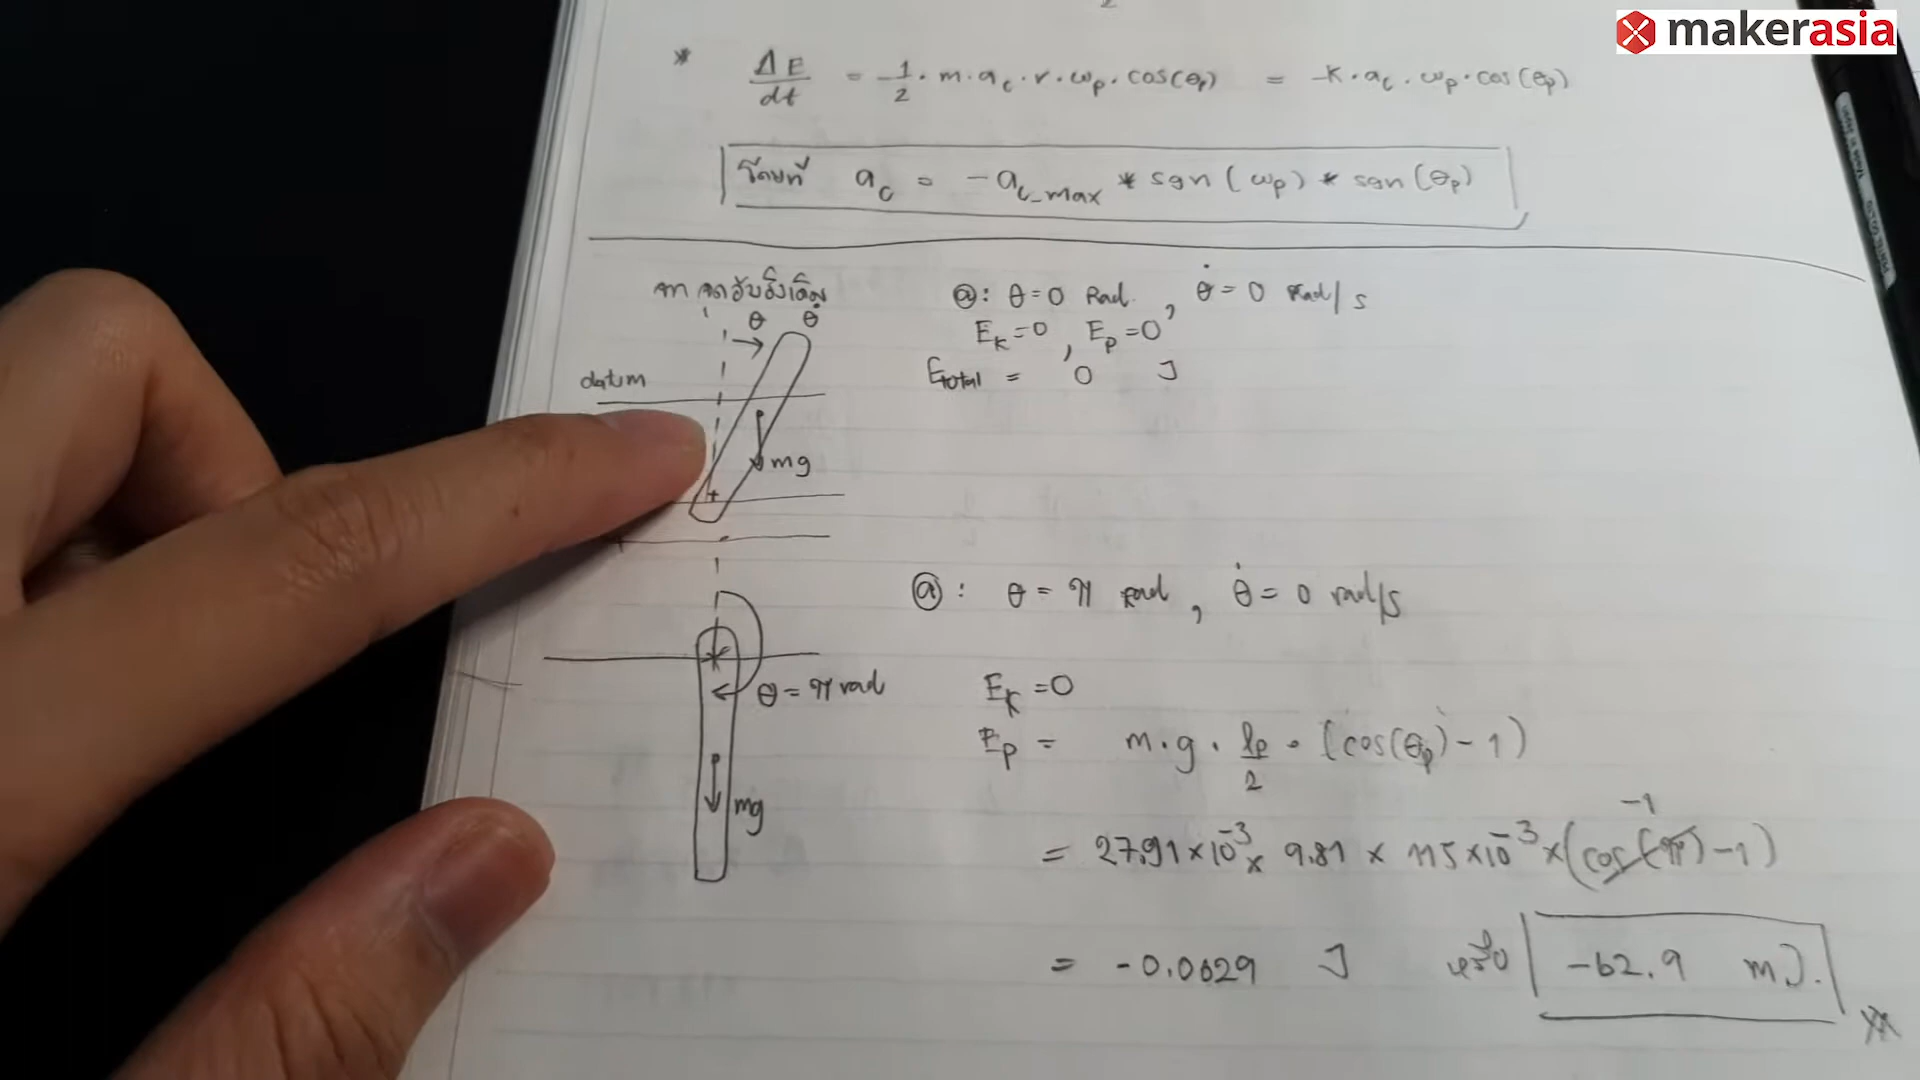 makerasia
* ΔE/dt = -1/2 · m · a_c · r · ω_p · cos(θ_p) = -k · a_c · ω_p · cos(θ_p)
โดยที่ a_c = -a_c_max * sgn(ω_p) * sgn(θ_p)
θ θ̇
datum
mg
@: θ = 0 Rad. , θ̇ = 0 Rad/s
E_k = 0 , E_p = 0
E_total = 0 J
@: θ = π rad , θ̇ = 0 rad/s
θ = π rad
mg
E_k = 0
E_p = m·g· l_p/2 · (cos(θ_p) - 1)
= 27.91×10^-3 × 9.81 × 115×10^-3 × (cos(π) - 1)
-1
= -0.0629 J หรือ -62.9 mJ.